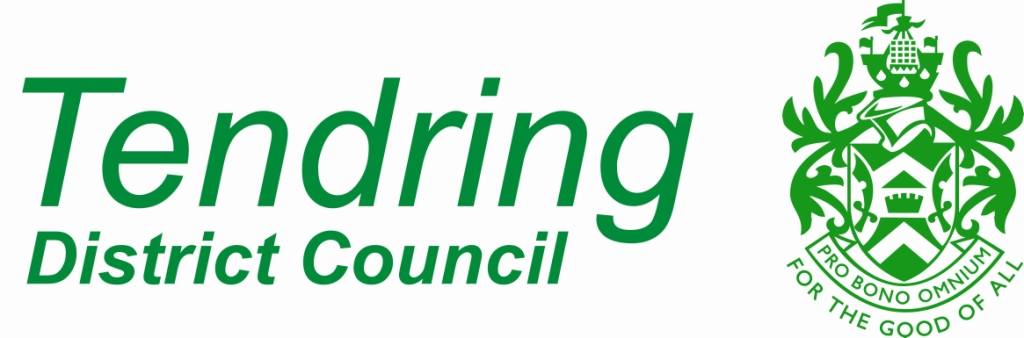 Tendring
District Council
PRO BONO OMNIUM
FOR THE GOOD OF ALL